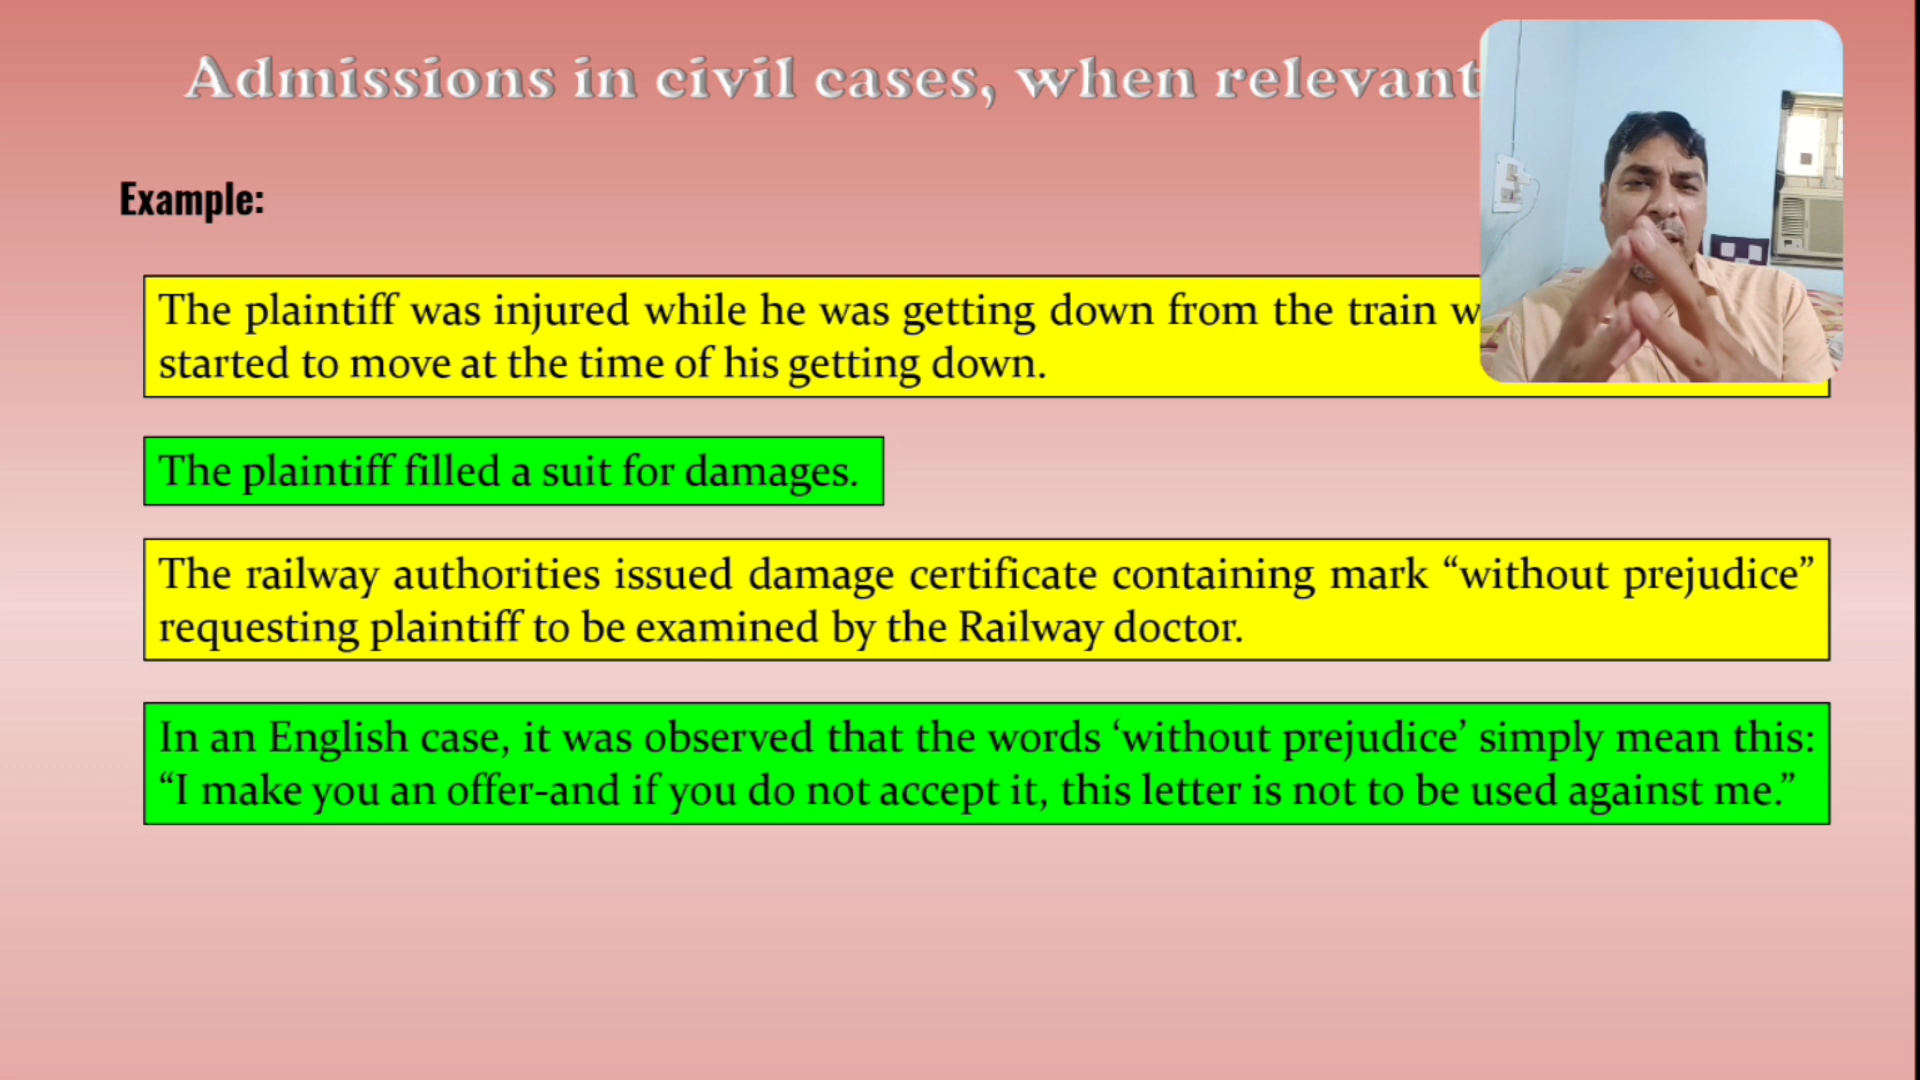 Admissions in civil cases, when relevant
Example:
The plaintiff was injured while he was getting down from the train
started to move at the time of his getting down.
The plaintiff filled a suit for damages.
The railway authorities issued damage certificate containing mark “without prejudice”
requesting plaintiff to be examined by the Railway doctor.
In an English case, it was observed that the words ‘without prejudice’ simply mean this:
“I make you an offer-and if you do not accept it, this letter is not to be used against me.”